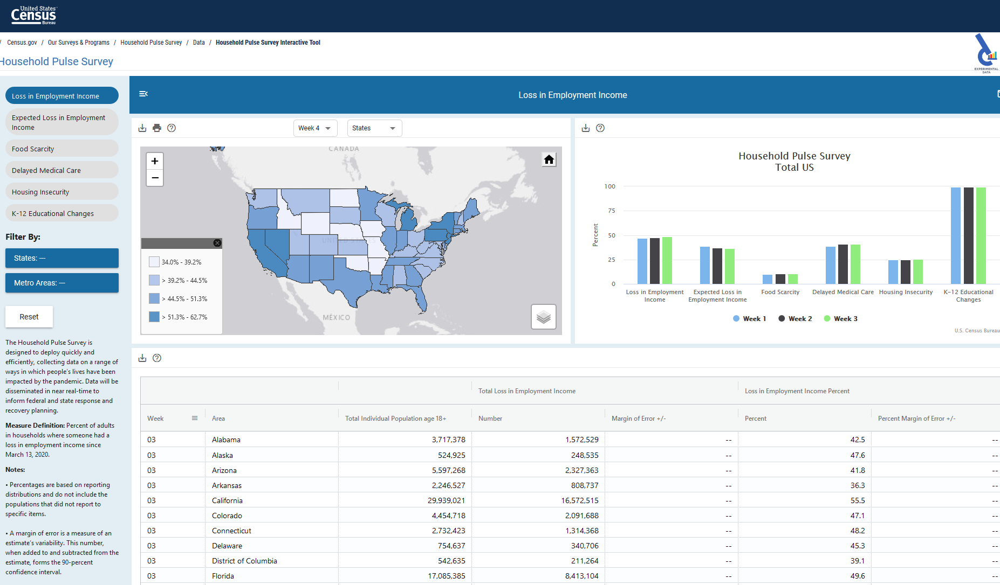 United States™
Census
Bureau
/ Census.gov / Our Surveys & Programs / Household Pulse Survey / Data / Household Pulse Survey Interactive Tool
Household Pulse Survey
EXPERIMENTAL
DATA
Loss in Employment Income
Expected Loss in Employment
Income
Food Scarcity
Delayed Medical Care
Housing Insecurity
K-12 Educational Changes
Filter By:
States: —
Metro Areas: —
Reset
The Household Pulse Survey is
designed to deploy quickly and
efficiently, collecting data on a range of
ways in which people's lives have been
impacted by the pandemic. Data will be
disseminated in near real-time to
inform federal and state response and
recovery planning.
Measure Definition: Percent of adults
in households where someone had a
loss in employment income since
March 13, 2020.
Notes:
• Percentages are based on reporting
distributions and do not include the
populations that did not report to
specific items.
• A margin of error is a measure of an
estimate's variability. This number,
when added to and subtracted from the
estimate, forms the 90-percent
confidence interval.
Loss in Employment Income
Week 4
States
+
−
CANADA
UNITED STATES
MÉXICO
34.0% - 39.2%
> 39.2% - 44.5%
> 44.5% - 51.3%
> 51.3% - 62.7%
Household Pulse Survey
Total US
Percent
100
75
50
25
0
Loss in Employment
Income
Expected Loss in
Employment Income
Food Scarcity
Delayed Medical Care
Housing Insecurity
K-12 Educational
Changes
Week 1 Week 2 Week 3
U.S. Census Bureau
Total Loss in Employment Income Loss in Employment Income Percent
Week Area Total Individual Population age 18+ Number Margin of Error +/- Percent Percent Margin of Error +/-
03 Alabama 3,717,378 1,572,529 -- 42.5 --
03 Alaska 524,925 248,535 -- 47.6 --
03 Arizona 5,597,268 2,327,363 -- 41.8 --
03 Arkansas 2,246,527 808,737 -- 36.3 --
03 California 29,939,021 16,572,515 -- 55.5 --
03 Colorado 4,454,718 2,091,688 -- 47.1 --
03 Connecticut 2,732,423 1,314,368 -- 48.2 --
03 Delaware 754,637 340,706 -- 45.3 --
03 District of Columbia 542,635 211,264 -- 39.1 --
03 Florida 17,085,385 8,413,104 -- 49.6 --